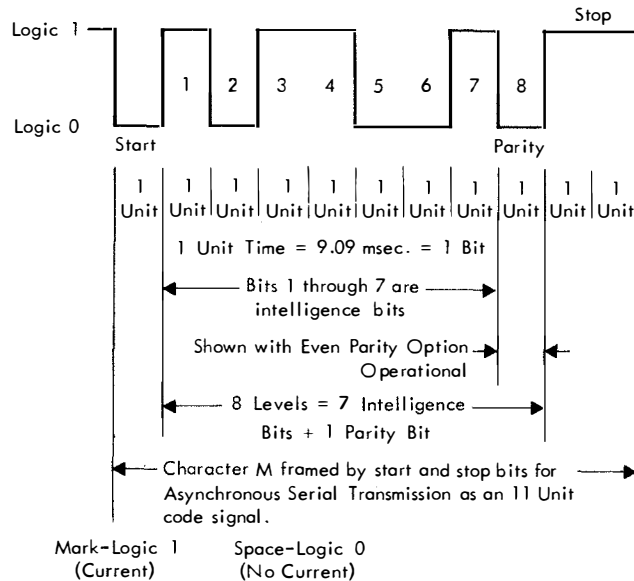 Stop
Logic 1
1 2 3 4 5 6 7 8
Logic 0
Start
Parity
1 1 1 1 1 1 1 1 1 1 1
Unit Unit Unit Unit Unit Unit Unit Unit Unit Unit Unit
1 Unit Time = 9.09 msec. = 1 Bit
Bits 1 through 7 are
intelligence bits
Shown with Even Parity Option
Operational
8 Levels = 7 Intelligence
Bits + 1 Parity Bit
Character M framed by start and stop bits for
Asynchronous Serial Transmission as an 11 Unit
code signal.
Mark-Logic 1 Space-Logic 0
(Current) (No Current)